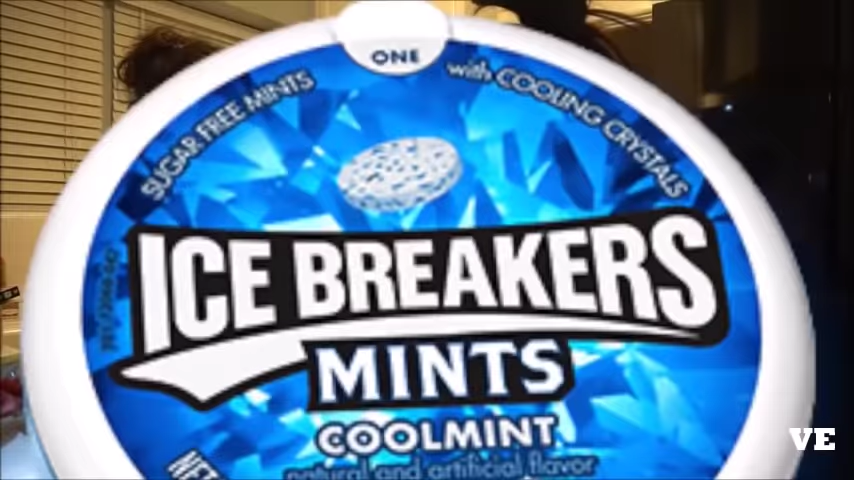 ONE
SUGAR FREE MINTS
with COOLING CRYSTALS
ICE BREAKERS
MINTS
COOLMINT
natural and artificial flavor
VE